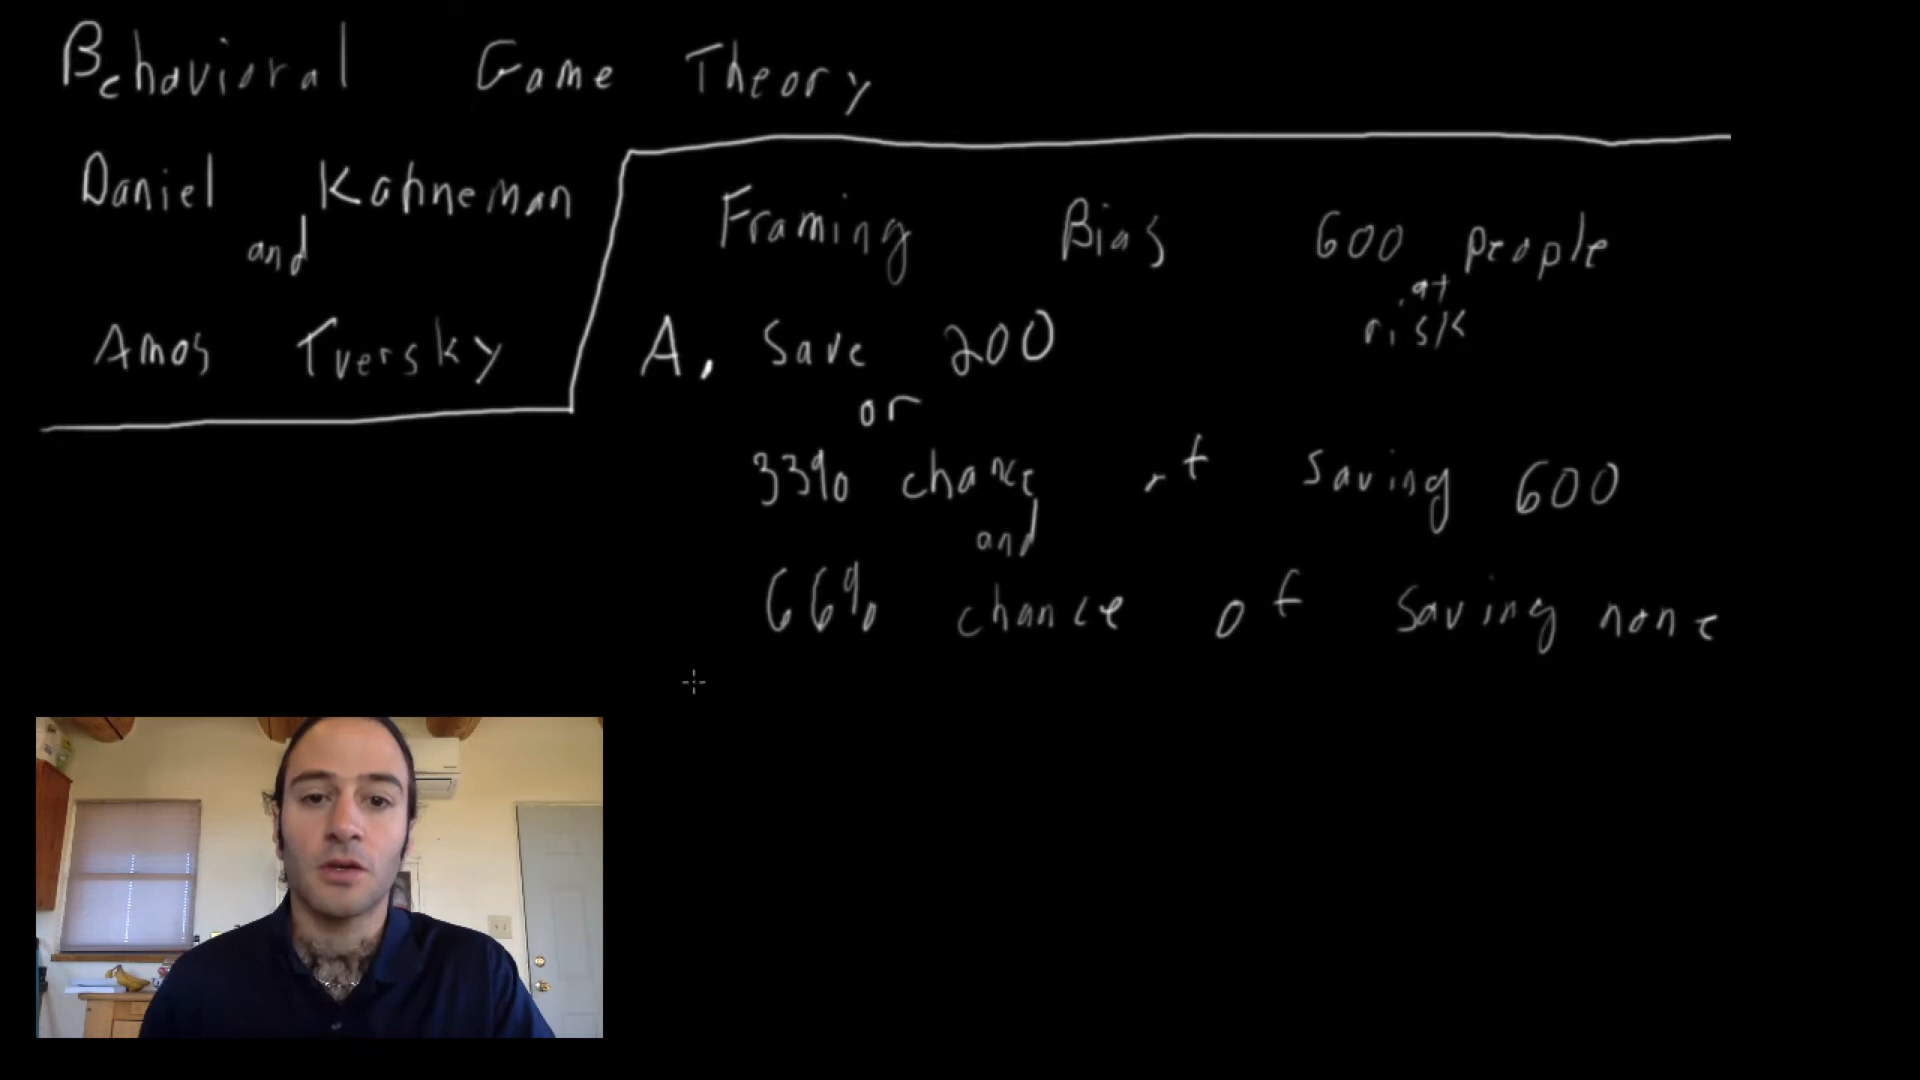 Behavioral Game Theory
Daniel Kahneman
and
Amos Tversky
Framing Bias 600 people
at
risk
A. Save 200
or
33% chance of saving 600
and
66% chance of saving none